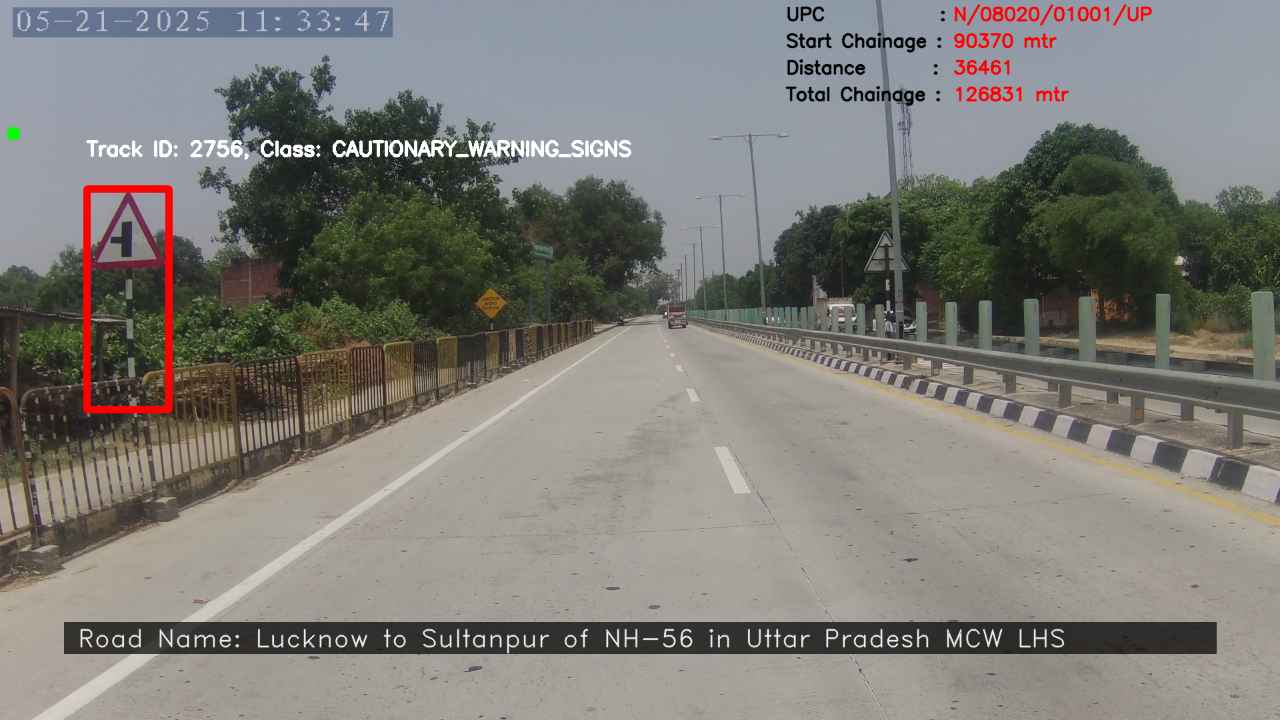 05-21-2025 11:33:47
UPC : N/08020/01001/UP
Start Chainage : 90370 mtr
Distance : 36461
Total Chainage : 126831 mtr
Track ID: 2756, Class: CAUTIONARY_WARNING_SIGNS
Road Name: Lucknow to Sultanpur of NH-56 in Uttar Pradesh MCW LHS